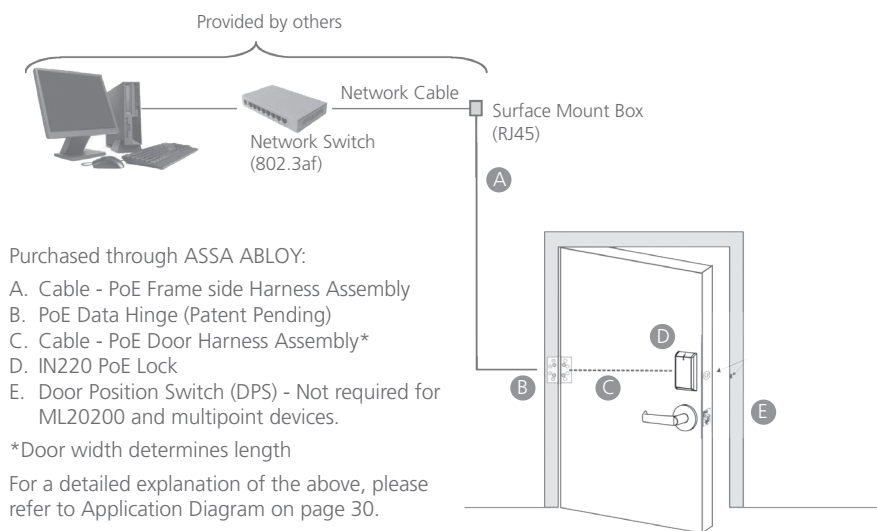 Provided by others
Network Cable
Surface Mount Box
(RJ45)
Network Switch
(802.3af)
A
Purchased through ASSA ABLOY:
A. Cable - PoE Frame side Harness Assembly
B. PoE Data Hinge (Patent Pending)
C. Cable - PoE Door Harness Assembly*
D. IN220 PoE Lock
E. Door Position Switch (DPS) - Not required for
ML20200 and multipoint devices.
*Door width determines length
For a detailed explanation of the above, please
refer to Application Diagram on page 30.
D
B
C
E